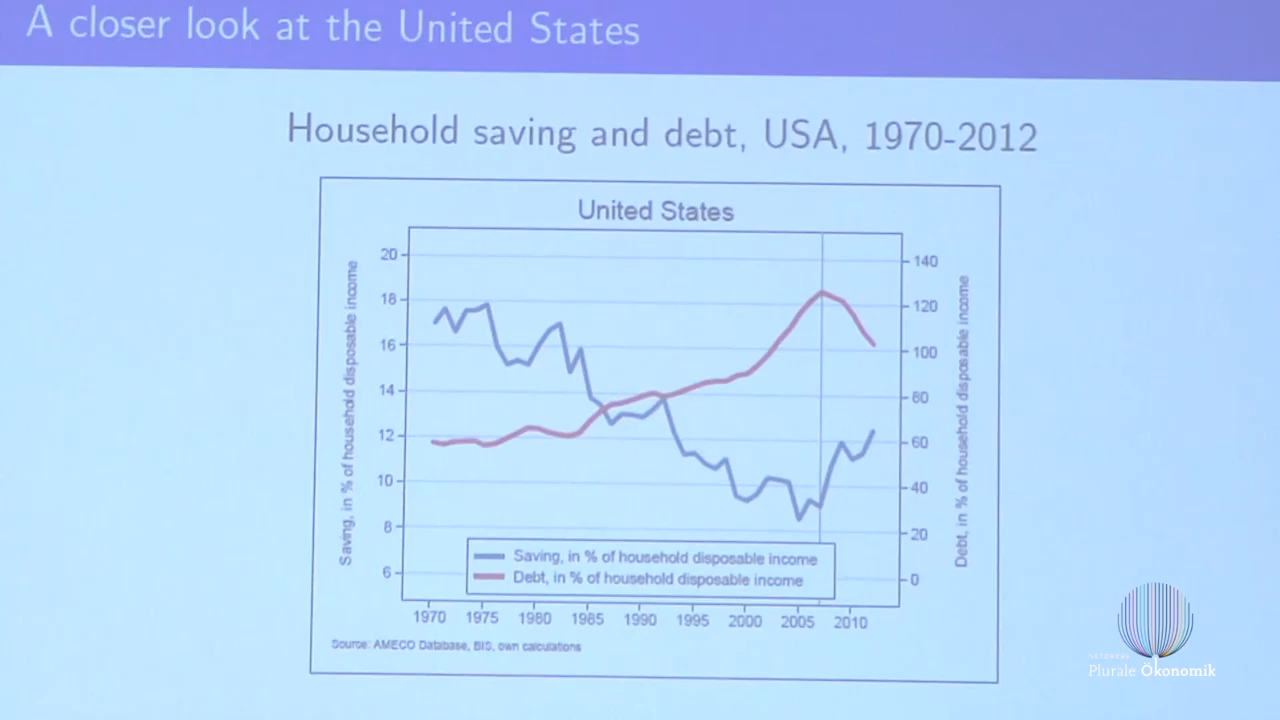 A closer look at the United States
Household saving and debt, USA, 1970-2012
United States
Saving, in % of household disposable income
20
18
16
14
12
10
8
6
140
120
100
80
60
40
20
0
Debt, in % of household disposable income
Saving, in % of household disposable income
Debt, in % of household disposable income
1970 1975 1980 1985 1990 1995 2000 2005 2010
Source: AMECO Database, BIS, own calculations
NETZWERK
Plurale Ökonomik